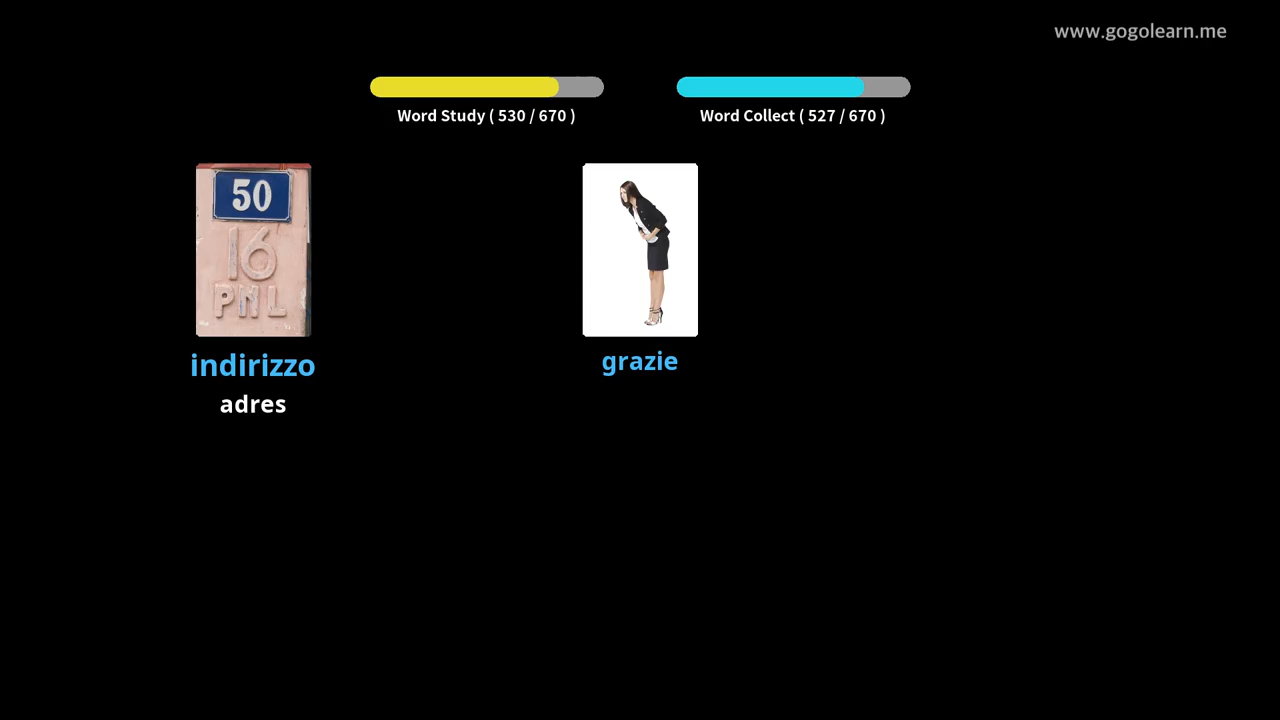 www.gogolearn.me
Word Study ( 530 / 670 )
Word Collect ( 527 / 670 )
50
16
PNL
indirizzo
adres
grazie